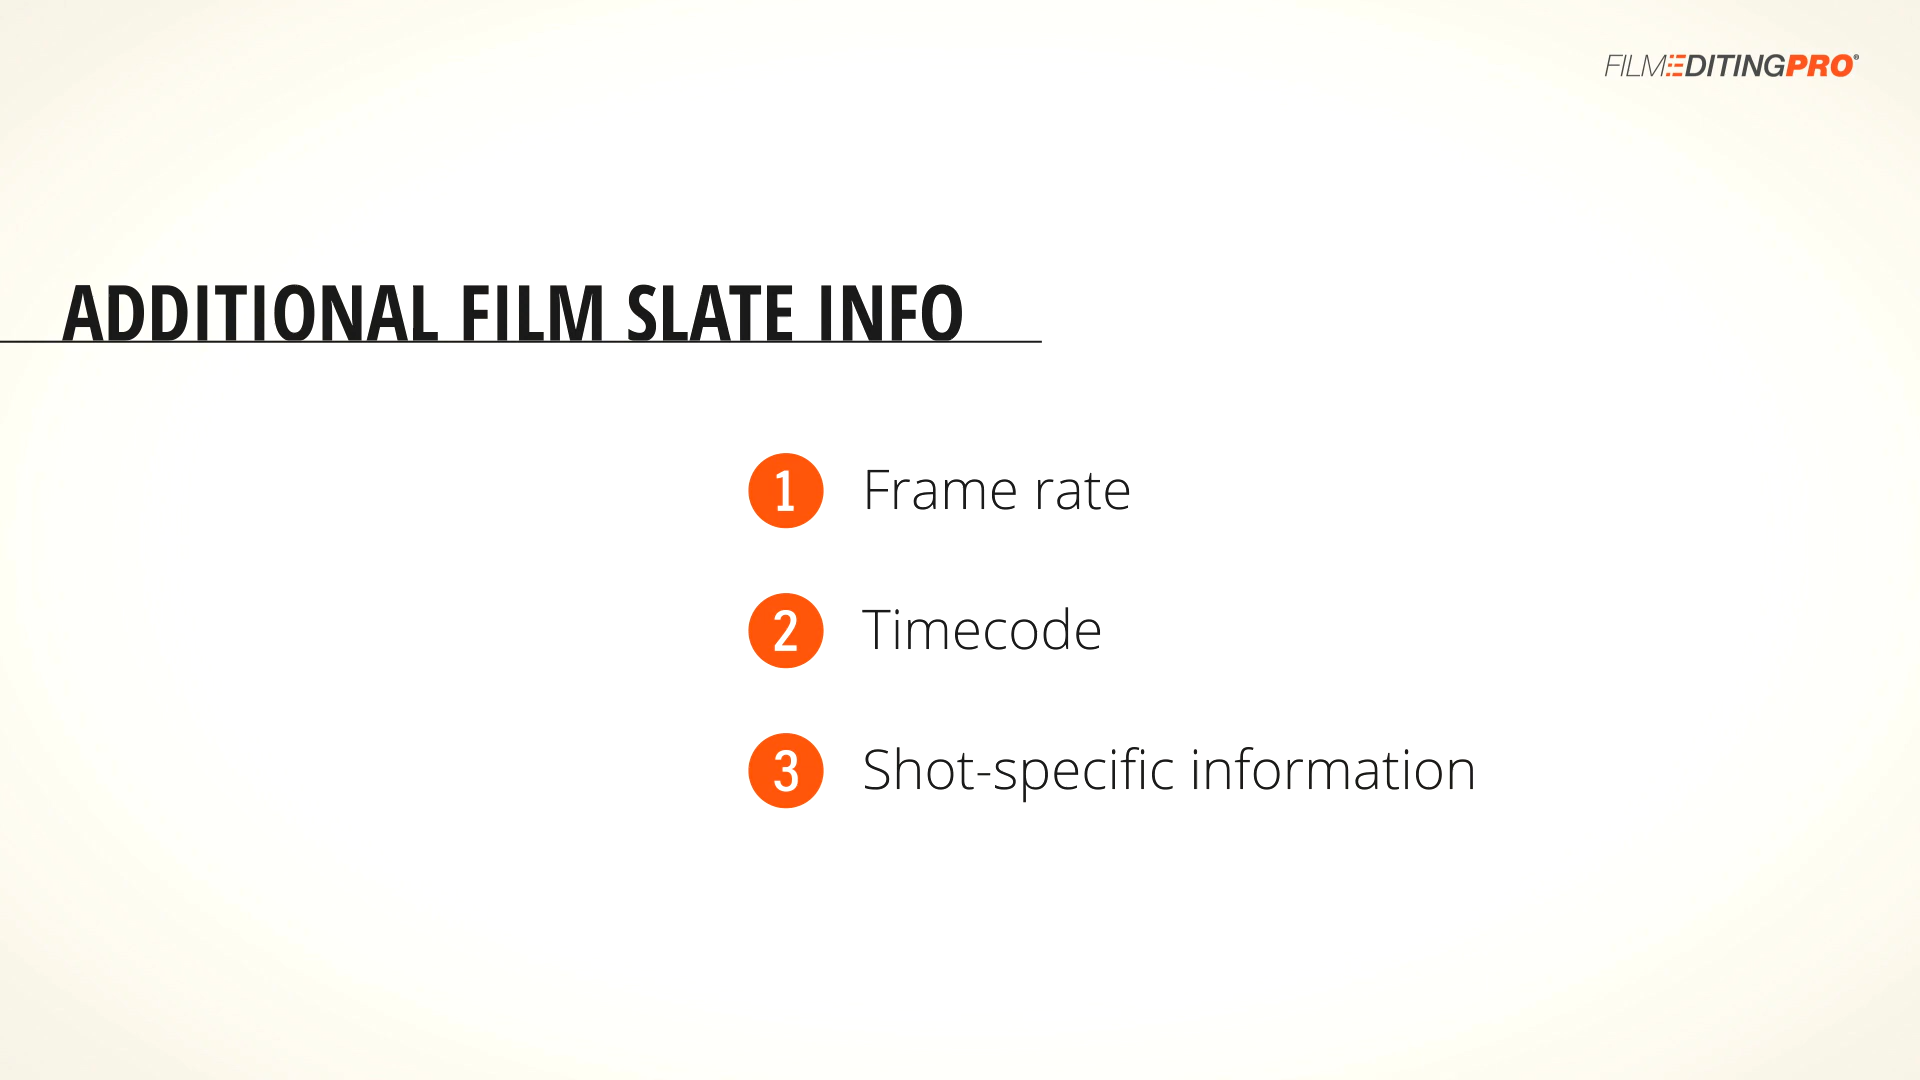 FILMEDITINGPRO®
ADDITIONAL FILM SLATE INFO
1 Frame rate
2 Timecode
3 Shot-specific information